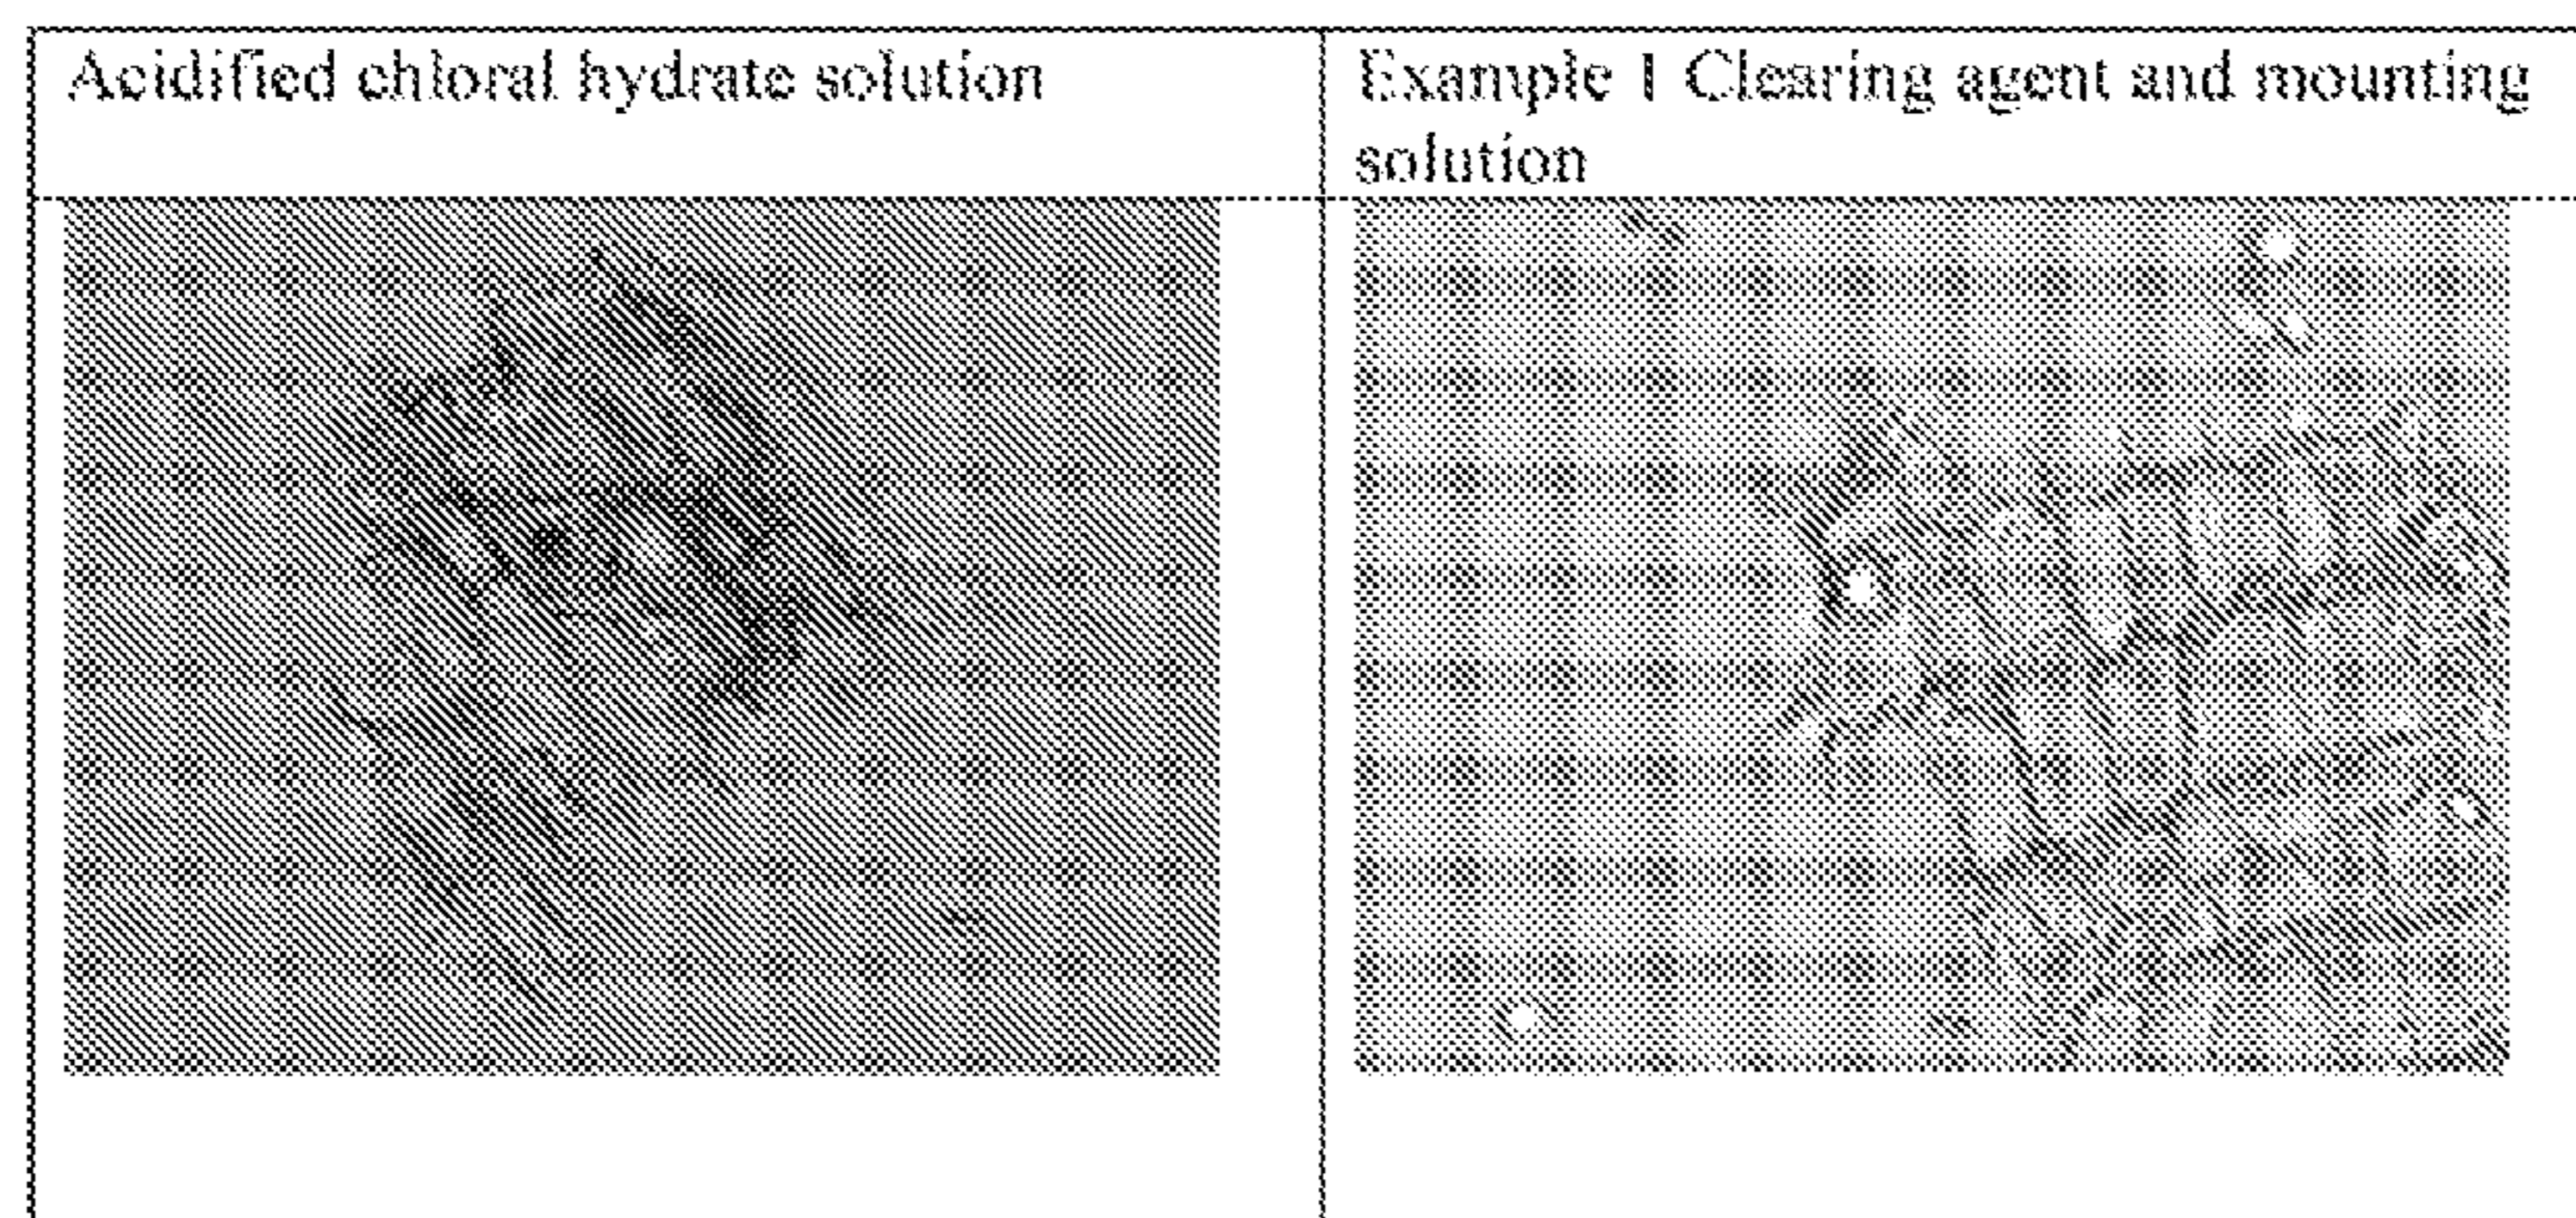 Acidified chloral hydrate solution
Example 1 Clearing agent and mounting
solution